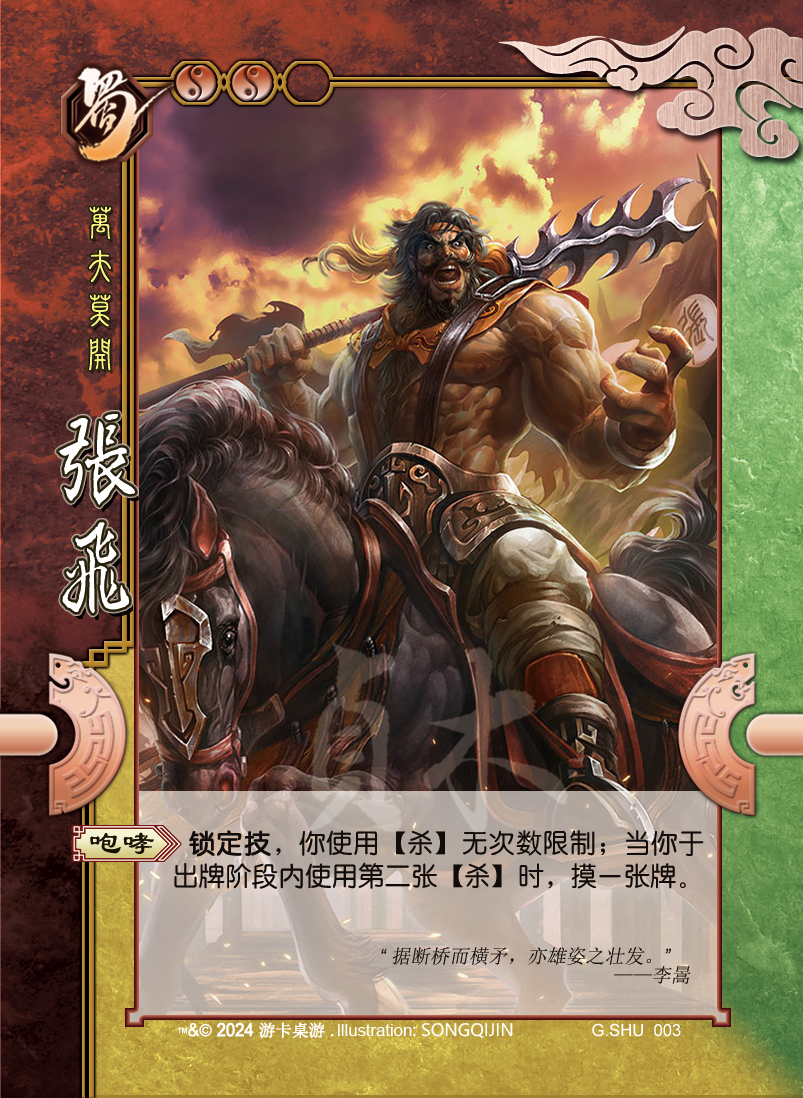 蜀
萬夫莫開
張飛
張
咆哮
锁定技，你使用【杀】无次数限制；当你于
出牌阶段内使用第二张【杀】时，摸一张牌。
“据断桥而横矛，亦雄姿之壮发。”
——李翯
™&© 2024 游卡桌游 . Illustration: SONGQIJIN
G.SHU 003